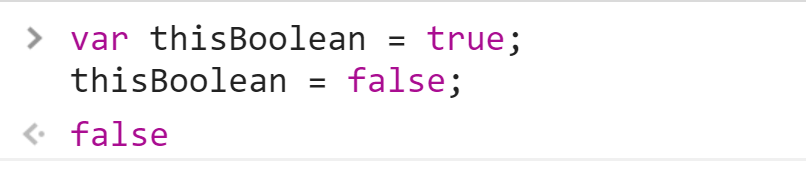 > var thisBoolean = true;
thisBoolean = false;
false